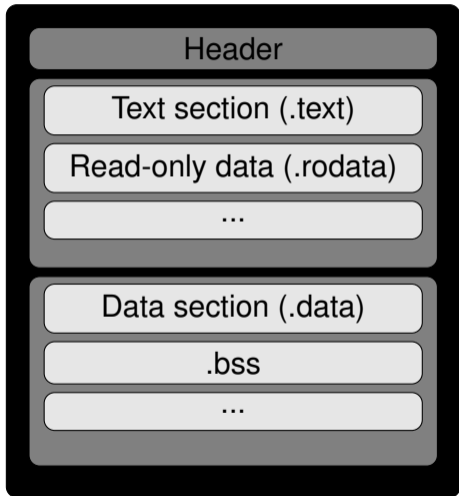 Header
Text section (.text)
Read-only data (.rodata)
...
Data section (.data)
.bss
...